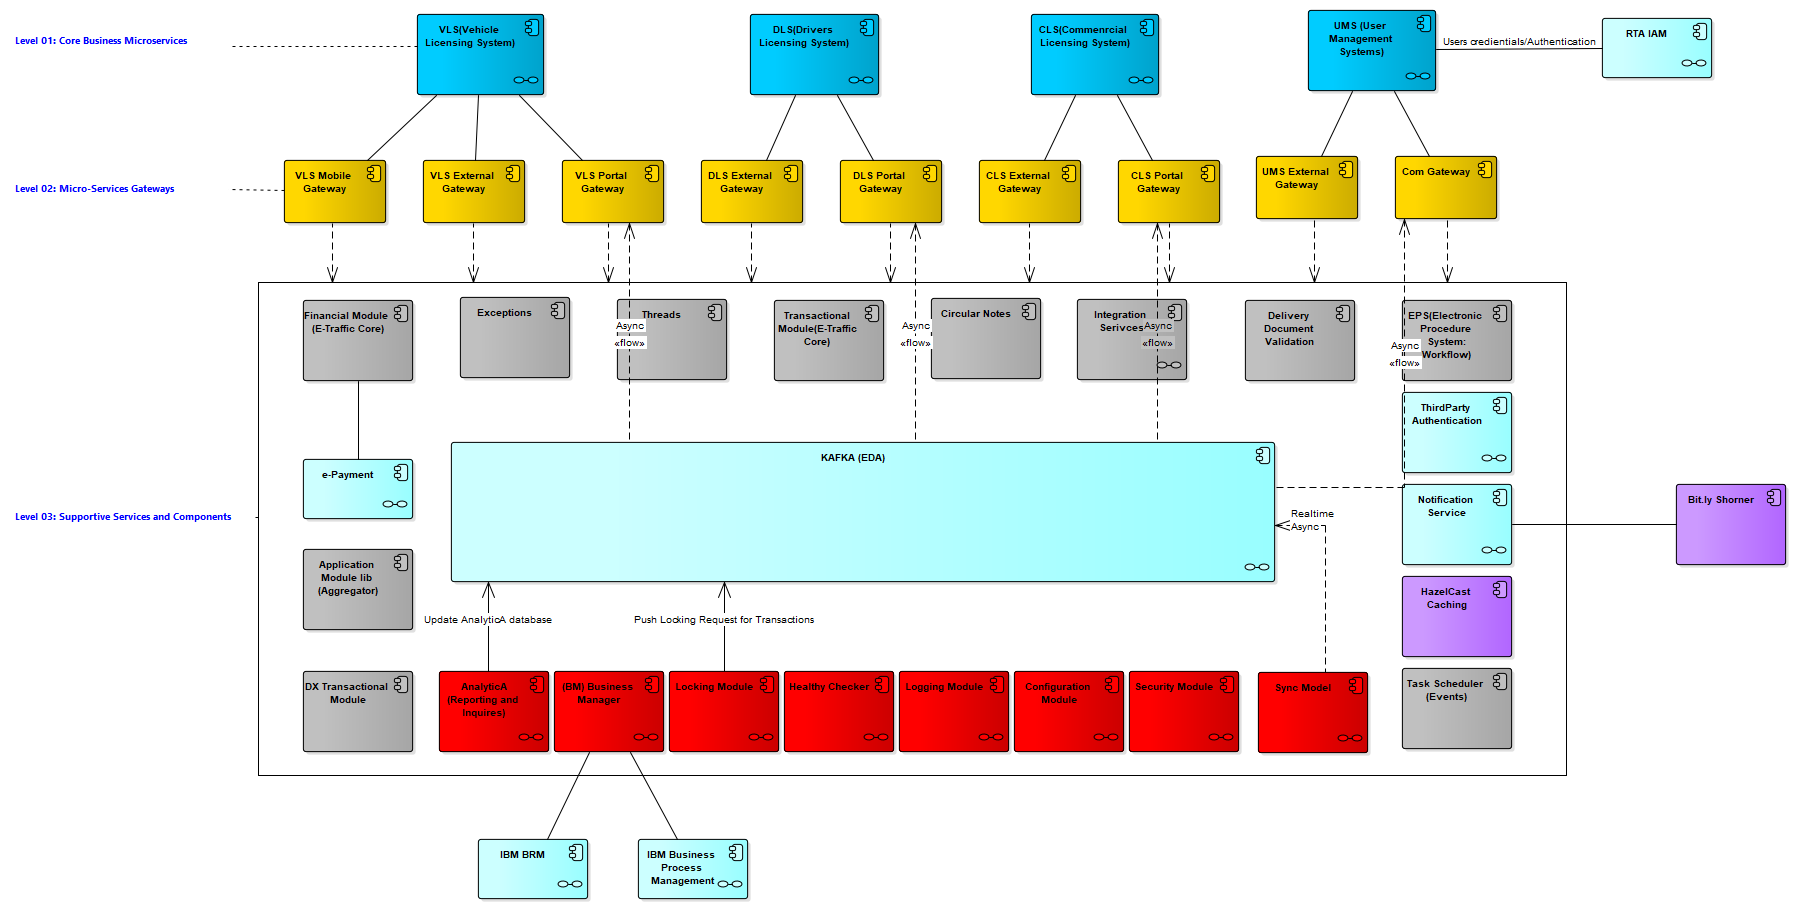 Level 01: Core Business Microservices
VLS(Vehicle
Licensing System)
DLS(Drivers
Licensing System)
CLS(Commenrcial
Licensing System)
UMS (User
Management
Systems)
Users credientials/Authentication
RTA IAM
Level 02: Micro-Services Gateways
VLS Mobile
Gateway
VLS External
Gateway
VLS Portal
Gateway
DLS External
Gateway
DLS Portal
Gateway
CLS External
Gateway
CLS Portal
Gateway
UMS External
Gateway
Com Gateway
Financial Module
(E-Traffic Core)
Exceptions
Threads
Async
«flow»
Transactional
Module(E-Traffic
Core)
Async
«flow»
Circular Notes
Integration
Serivces
Async
«flow»
Delivery
Document
Validation
EPS(Electronic
Procedure
System:
Workflow)
Async
«flow»
ThirdParty
Authentication
e-Payment
KAFKA (EDA)
Level 03: Supportive Services and Components
Notification
Service
Bit.ly Shorner
Realtime
Async
Application
Module lib
(Aggregator)
HazelCast
Caching
Update AnalyticA database
Push Locking Request for Transactions
DX Transactional
Module
AnalyticA
(Reporting and
Inquires)
(BM) Business
Manager
Locking Module
Healthy Checker
Logging Module
Configuration
Module
Security Module
Sync Model
Task Scheduler
(Events)
IBM BRM
IBM Business
Process
Management